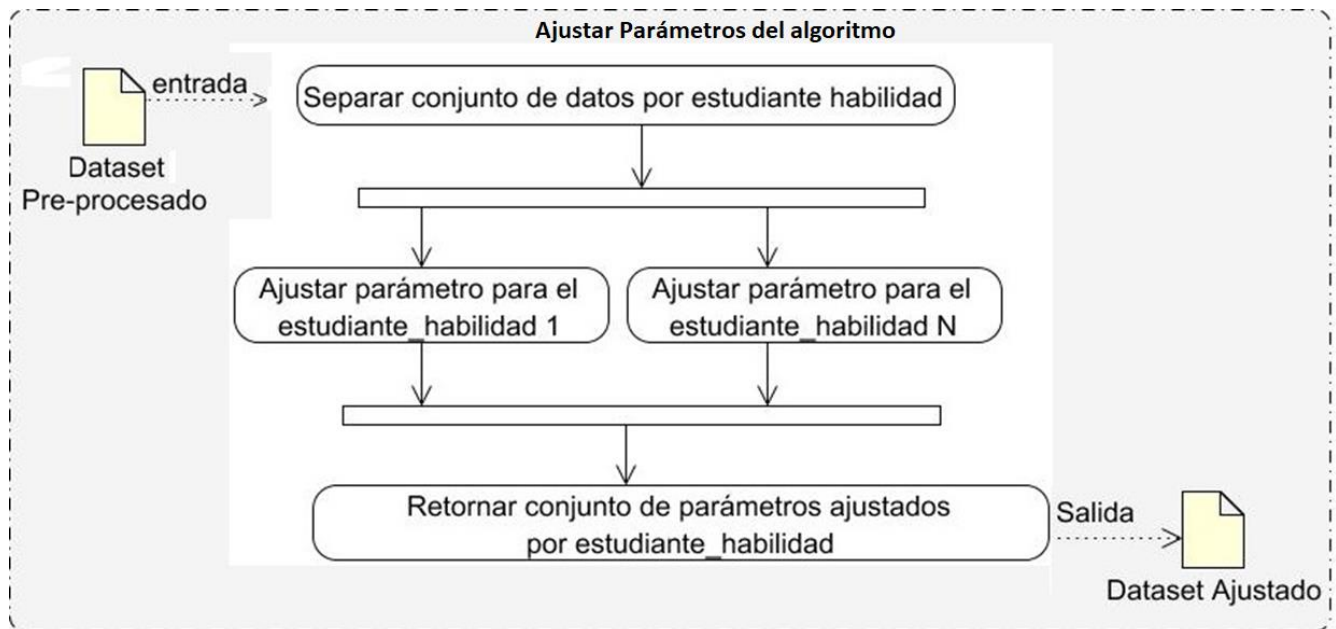 Ajustar Parámetros del algoritmo
entrada
Dataset
Pre-procesado
Separar conjunto de datos por estudiante habilidad
Ajustar parámetro para el
estudiante_habilidad 1
Ajustar parámetro para el
estudiante_habilidad N
Retornar conjunto de parámetros ajustados
por estudiante_habilidad
Salida
Dataset Ajustado